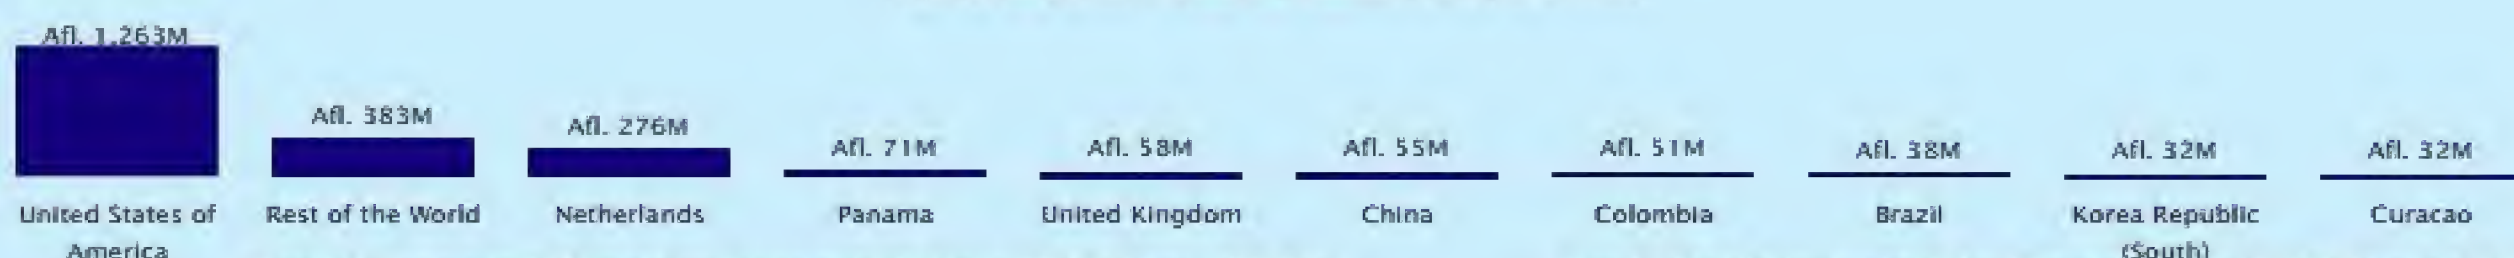 Afl. 1,263M
Afl. 383M
Afl. 276M
Afl. 71M
Afl. 58M
Afl. 55M
Afl. 51M
Afl. 38M
Afl. 32M
Afl. 32M
United States of
America
Rest of the World
Netherlands
Panama
United Kingdom
China
Colombia
Brazil
Korea Republic
(South)
Curacao